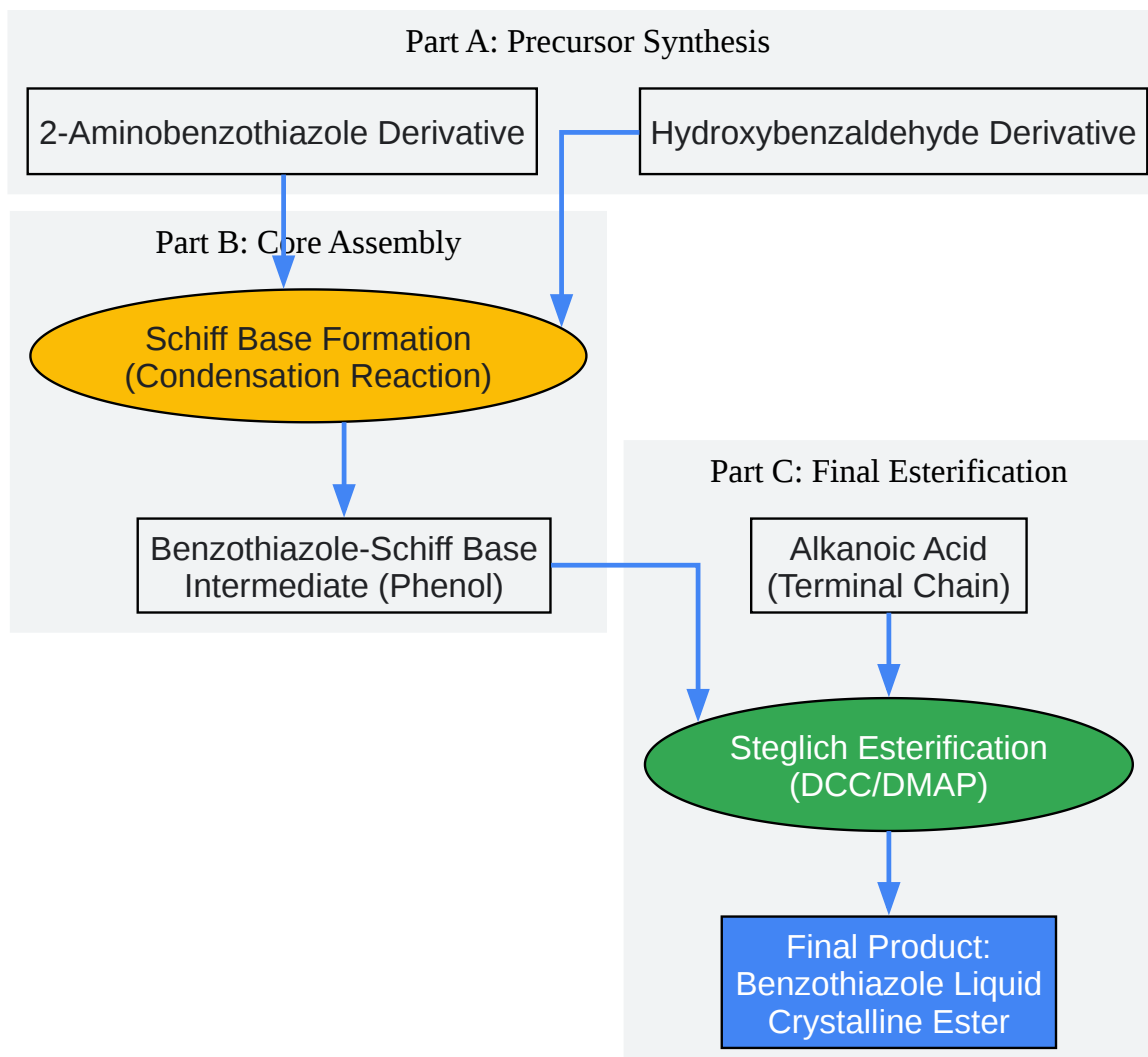 Part A: Precursor Synthesis
2-Aminobenzothiazole Derivative
Hydroxybenzaldehyde Derivative
Part B: Core Assembly
Schiff Base Formation
(Condensation Reaction)
Benzothiazole-Schiff Base
Intermediate (Phenol)
Part C: Final Esterification
Alkanoic Acid
(Terminal Chain)
Steglich Esterification
(DCC/DMAP)
Final Product:
Benzothiazole Liquid
Crystalline Ester